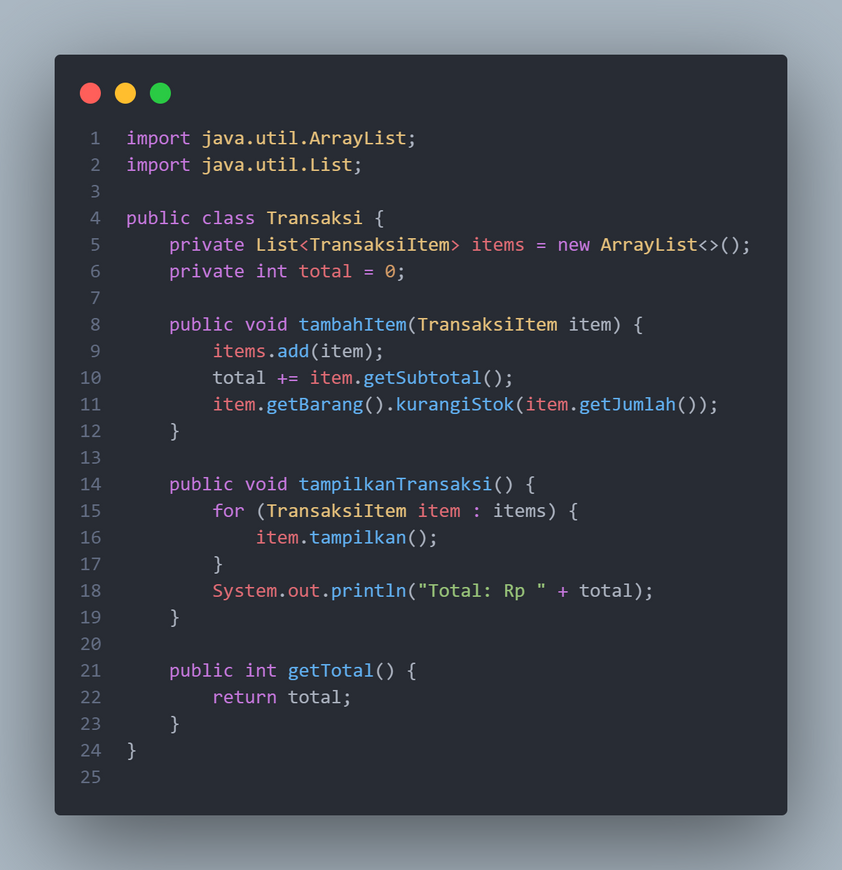 1 import java.util.ArrayList;
2 import java.util.List;
3
4 public class Transaksi {
5     private List<TransaksiItem> items = new ArrayList<>();
6     private int total = 0;
7
8     public void tambahItem(TransaksiItem item) {
9         items.add(item);
10         total += item.getSubtotal();
11         item.getBarang().kurangiStok(item.getJumlah());
12     }
13
14     public void tampilkanTransaksi() {
15         for (TransaksiItem item : items) {
16             item.tampilkan();
17         }
18         System.out.println("Total: Rp " + total);
19     }
20
21     public int getTotal() {
22         return total;
23     }
24 }
25